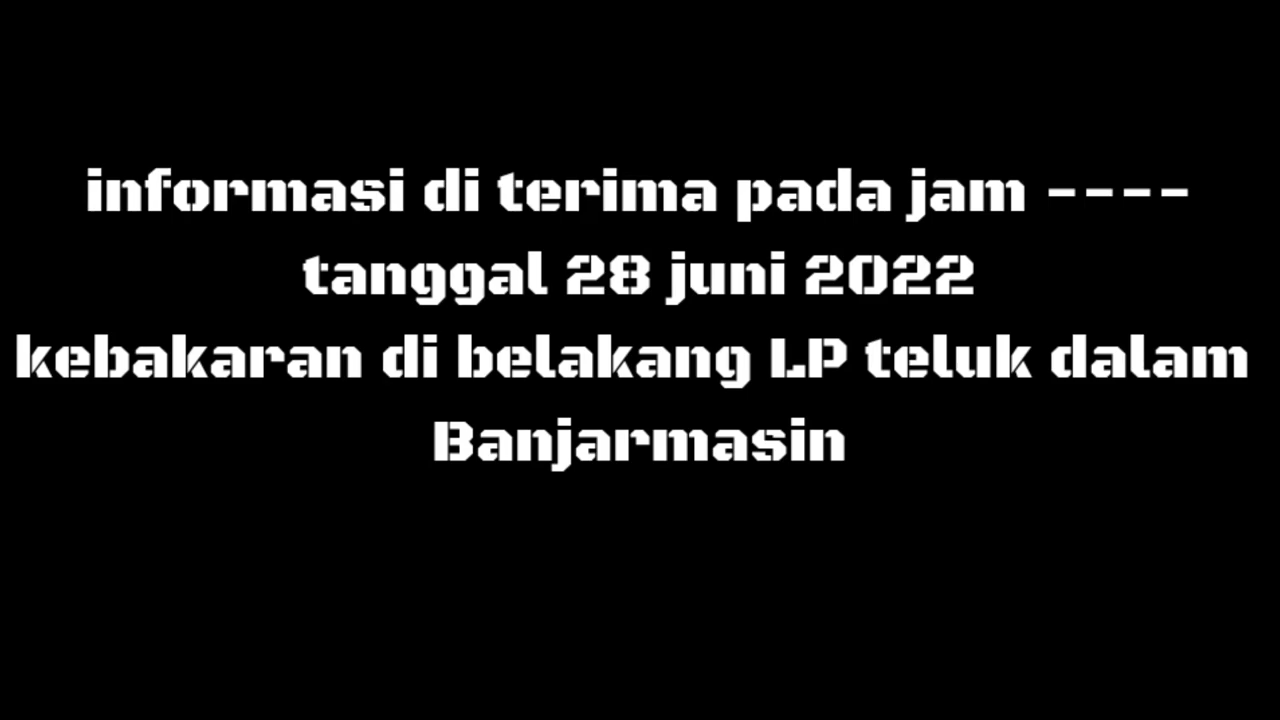 informasi di terima pada jam ----
tanggal 28 juni 2022
kebakaran di belakang LP teluk dalam
Banjarmasin